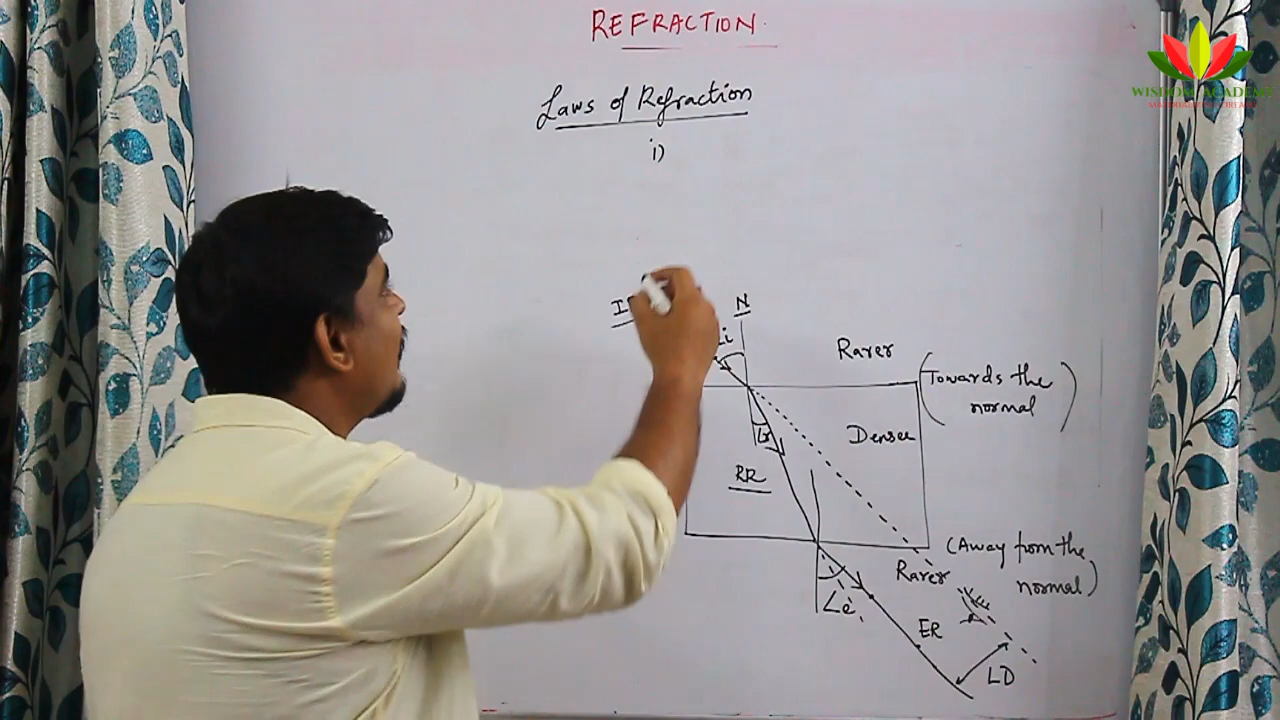 REFRACTION
WISDOM ACADEMY
Laws of Refraction
i)
N
∠i
Rarer
(Towards the
normal)
Denser
∠r
RR
(Away from the
normal)
Rarer
∠e
ER
LD